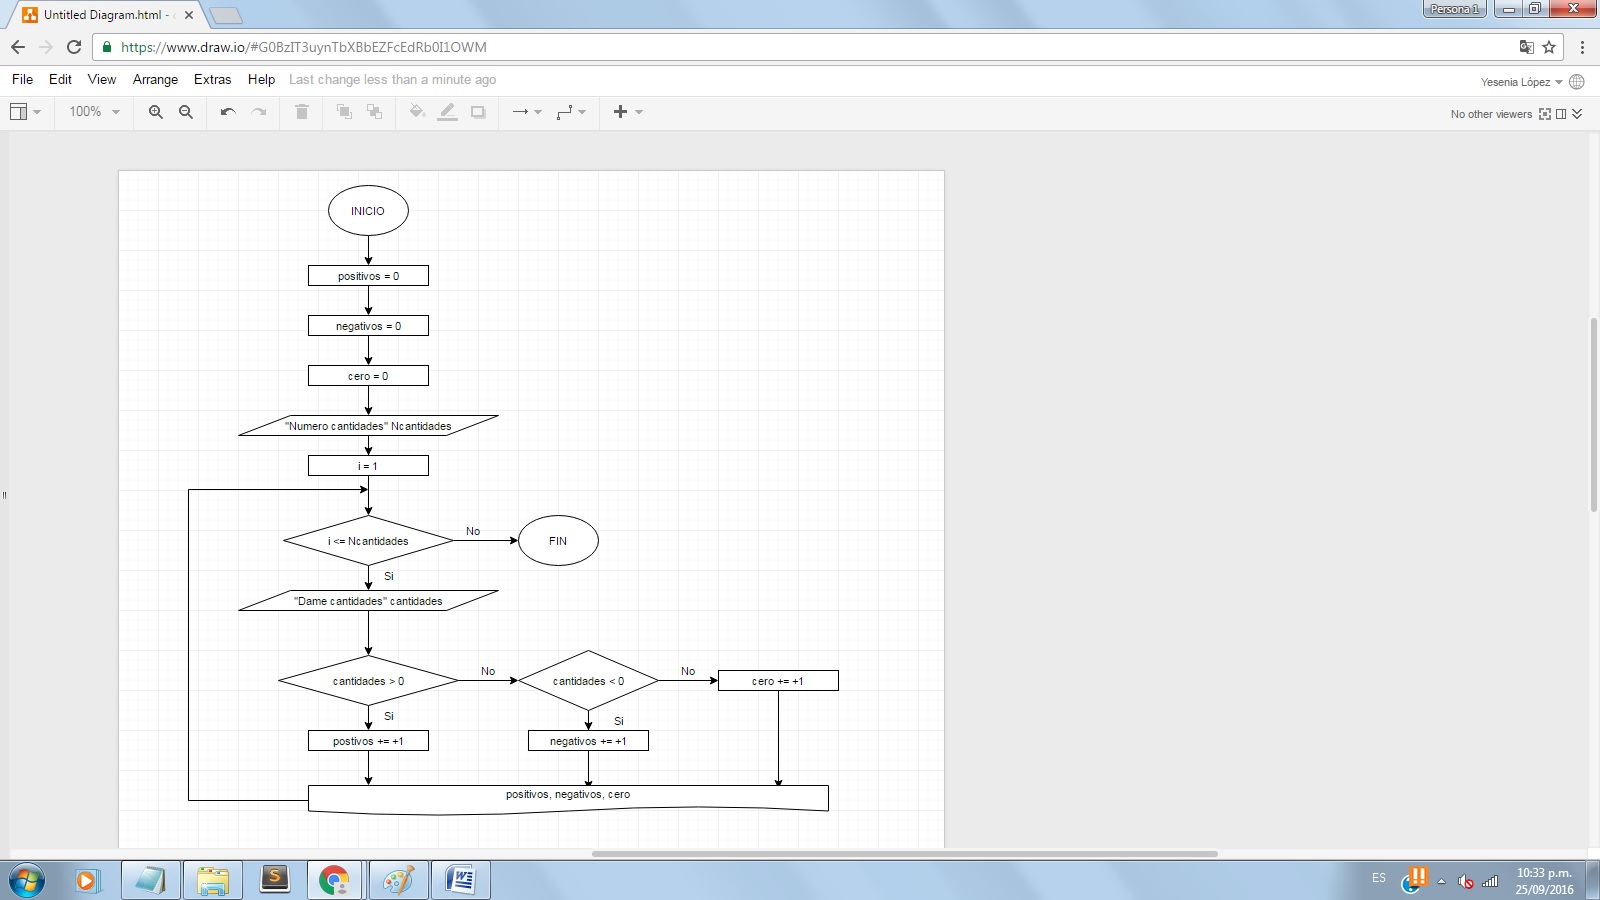 Untitled Diagram.html -
Persona 1
https://www.draw.io/#G0BzIT3uynTbXBbEZFcEdRb0I1OWM
File Edit View Arrange Extras Help Last change less than a minute ago
Yesenia López
100%
No other viewers
INICIO
positivos = 0
negativos = 0
cero = 0
"Numero cantidades" Ncantidades
i = 1
i <= Ncantidades
No
FIN
Si
"Dame cantidades" cantidades
cantidades > 0
No
cantidades < 0
No
cero += +1
Si
Si
postivos += +1
negativos += +1
positivos, negativos, cero
ES
10:33 p.m.
25/09/2016